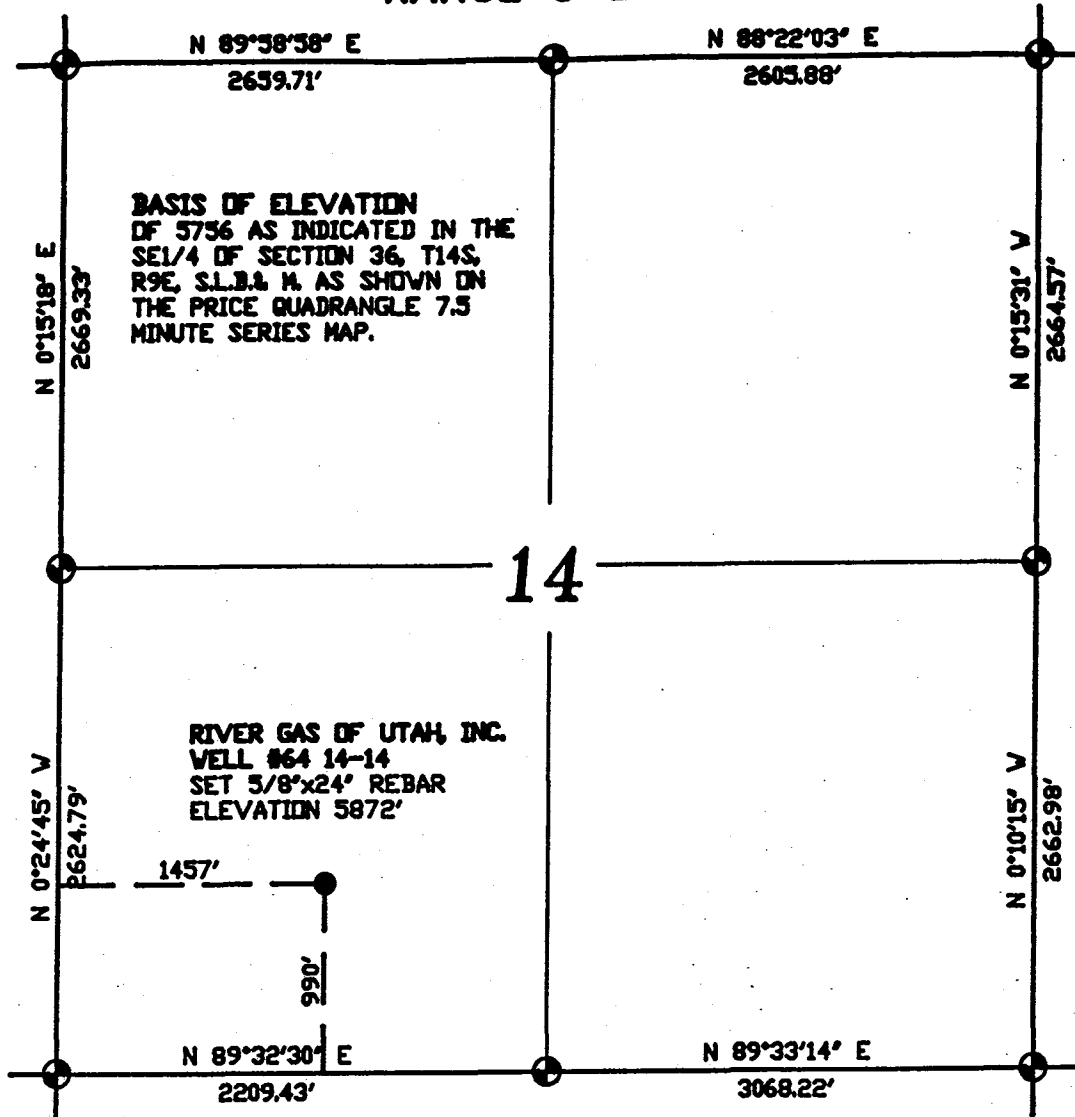 N 89°58'58" E
2659.71'
N 88°22'03" E
2605.88'
BASIS OF ELEVATION
OF 5756 AS INDICATED IN THE
SE1/4 OF SECTION 36, T14S,
R9E, S.L.B.& M. AS SHOWN ON
THE PRICE QUADRANGLE 7.5
MINUTE SERIES MAP.
N 0°15'18" E
2669.33'
N 0°15'31" W
2664.57'
14
RIVER GAS OF UTAH, INC.
WELL #64 14-14
SET 5/8"x24" REBAR
ELEVATION 5872'
N 0°24'45" W
2624.79'
1457'
990'
N 0°10'15" W
2662.98'
N 89°32'30" E
2209.43'
N 89°33'14" E
3068.22'